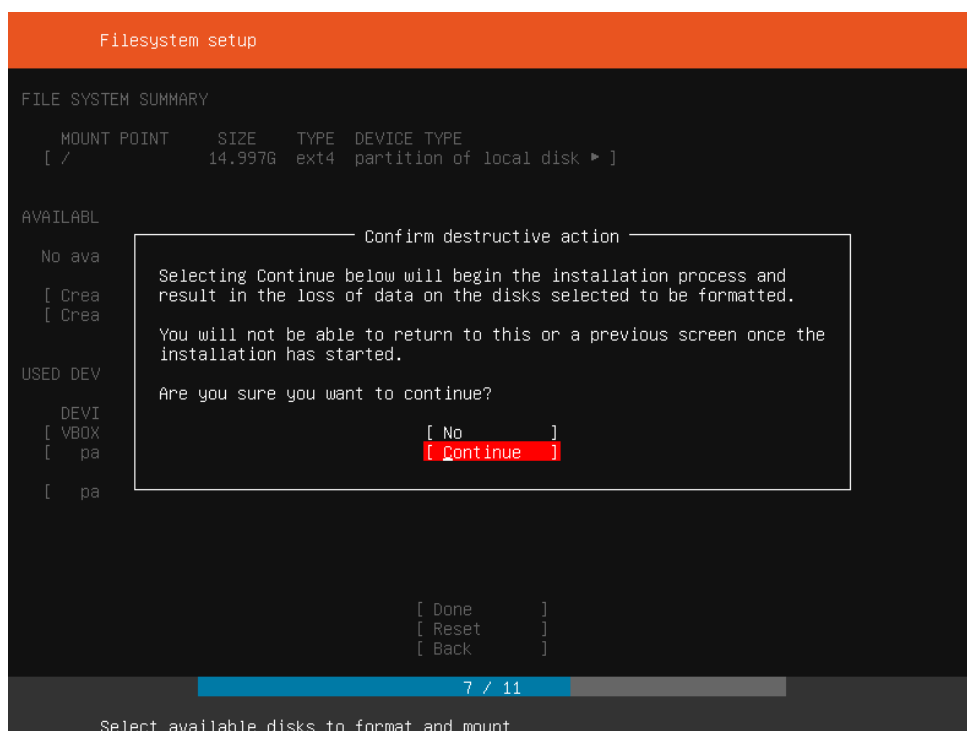 Filesystem setup
FILE SYSTEM SUMMARY
MOUNT POINT SIZE TYPE DEVICE TYPE
[ / 14.997G ext4 partition of local disk ▸ ]
AVAILABL
No ava
[ Crea
[ Crea
USED DEV
DEVI
[ VBOX
[ pa
[ pa
Confirm destructive action
Selecting Continue below will begin the installation process and
result in the loss of data on the disks selected to be formatted.
You will not be able to return to this or a previous screen once the
installation has started.
Are you sure you want to continue?
[ No ]
[ Continue ]
[ Done ]
[ Reset ]
[ Back ]
7 / 11
Select available disks to format and mount